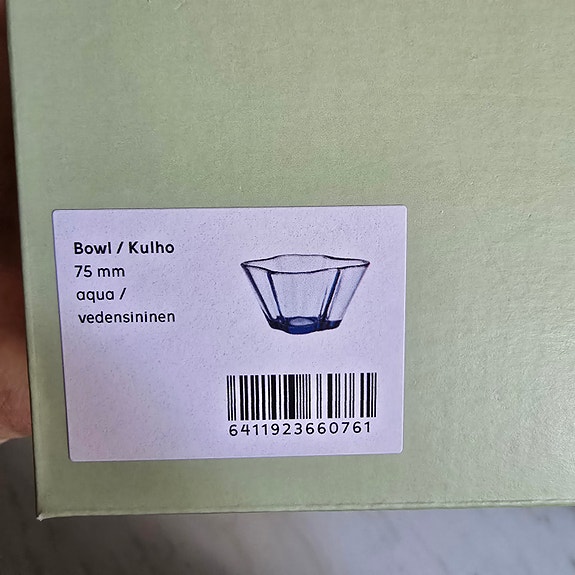 Bowl / Kulho
75 mm
aqua /
vedensininen
6411923660761